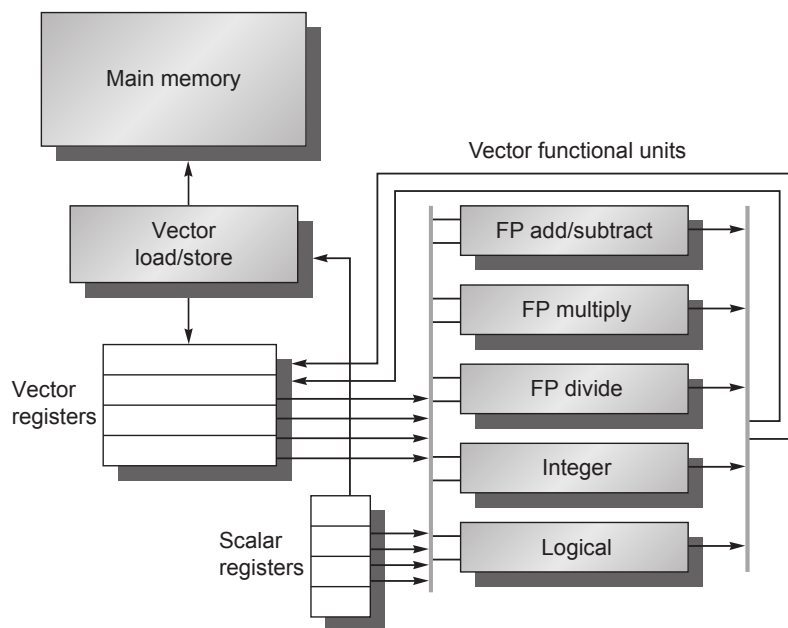 Main memory
Vector functional units
Vector
load/store
FP add/subtract
FP multiply
Vector
registers
FP divide
Integer
Scalar
registers
Logical